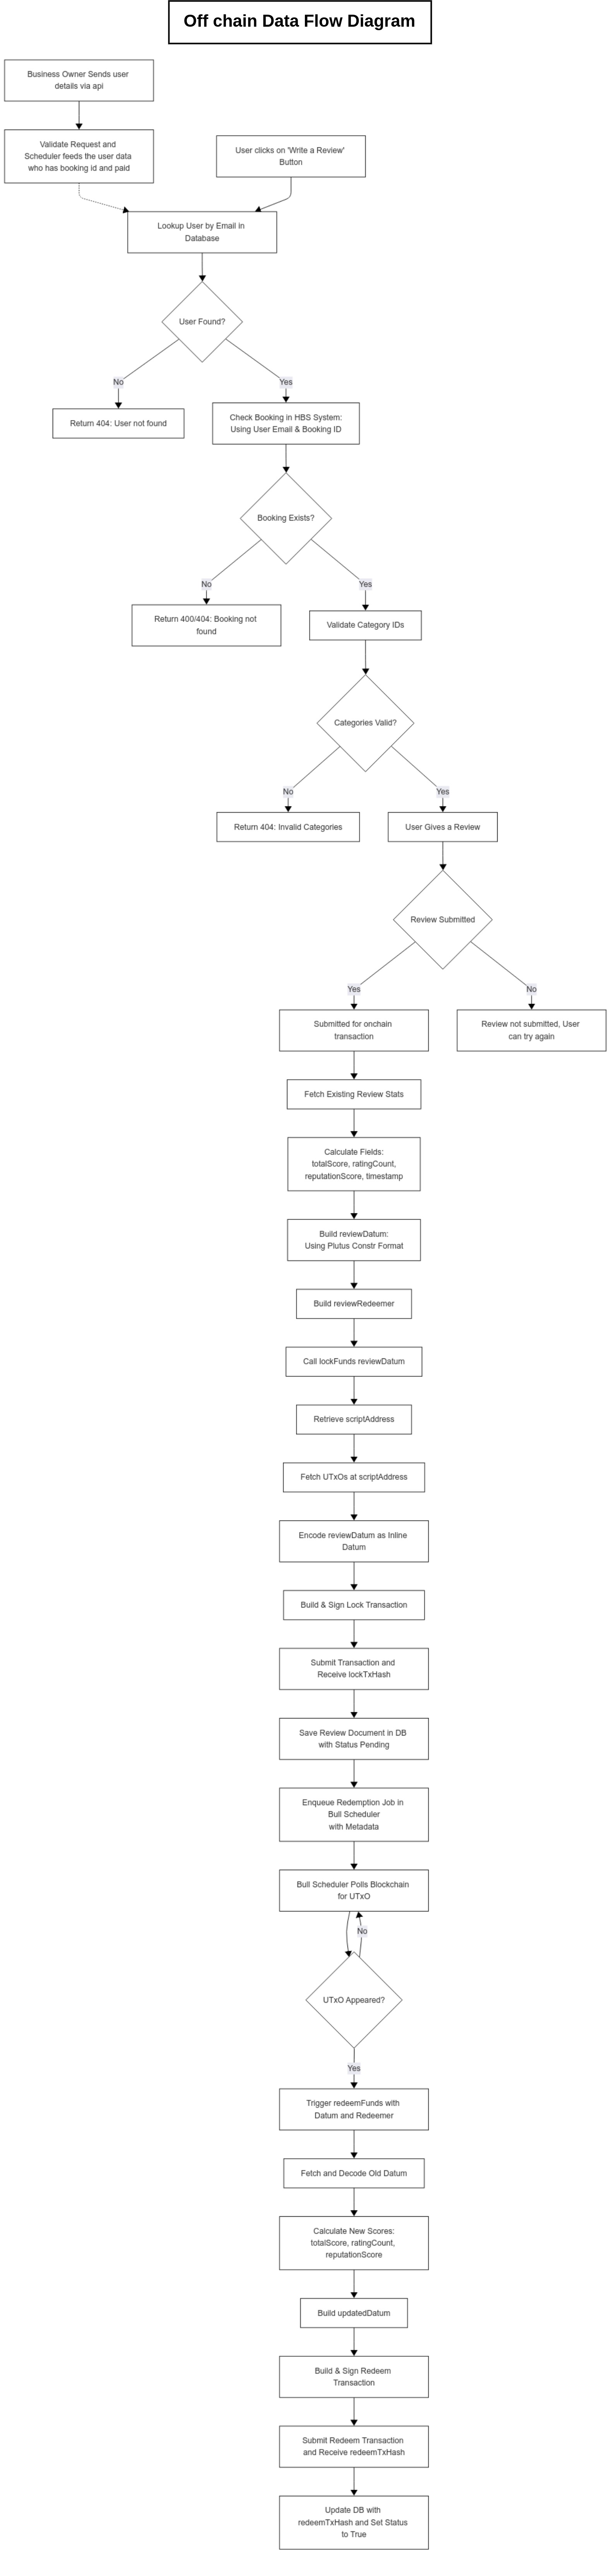 Off chain Data Flow Diagram
Business Owner Sends user
details via api
Validate Request and
Scheduler feeds the user data
who has booking id and paid
User clicks on 'Write a Review'
Button
Lookup User by Email in
Database
User Found?
No
Yes
Return 404: User not found
Check Booking in HBS System:
Using User Email & Booking ID
Booking Exists?
No
Yes
Return 400/404: Booking not
found
Validate Category IDs
Categories Valid?
No
Yes
Return 404: Invalid Categories
User Gives a Review
Review Submitted
Yes
No
Submitted for onchain
transaction
Review not submitted, User
can try again
Fetch Existing Review Stats
Calculate Fields:
totalScore, ratingCount,
reputationScore, timestamp
Build reviewDatum:
Using Plutus Constr Format
Build reviewRedeemer
Call lockFunds reviewDatum
Retrieve scriptAddress
Fetch UTxOs at scriptAddress
Encode reviewDatum as Inline
Datum
Build & Sign Lock Transaction
Submit Transaction and
Receive lockTxHash
Save Review Document in DB
with Status Pending
Enqueue Redemption Job in
Bull Scheduler
with Metadata
Bull Scheduler Polls Blockchain
for UTxO
No
UTxO Appeared?
Yes
Trigger redeemFunds with
Datum and Redeemer
Fetch and Decode Old Datum
Calculate New Scores:
totalScore, ratingCount,
reputationScore
Build updatedDatum
Build & Sign Redeem
Transaction
Submit Redeem Transaction
and Receive redeemTxHash
Update DB with
redeemTxHash and Set Status
to True